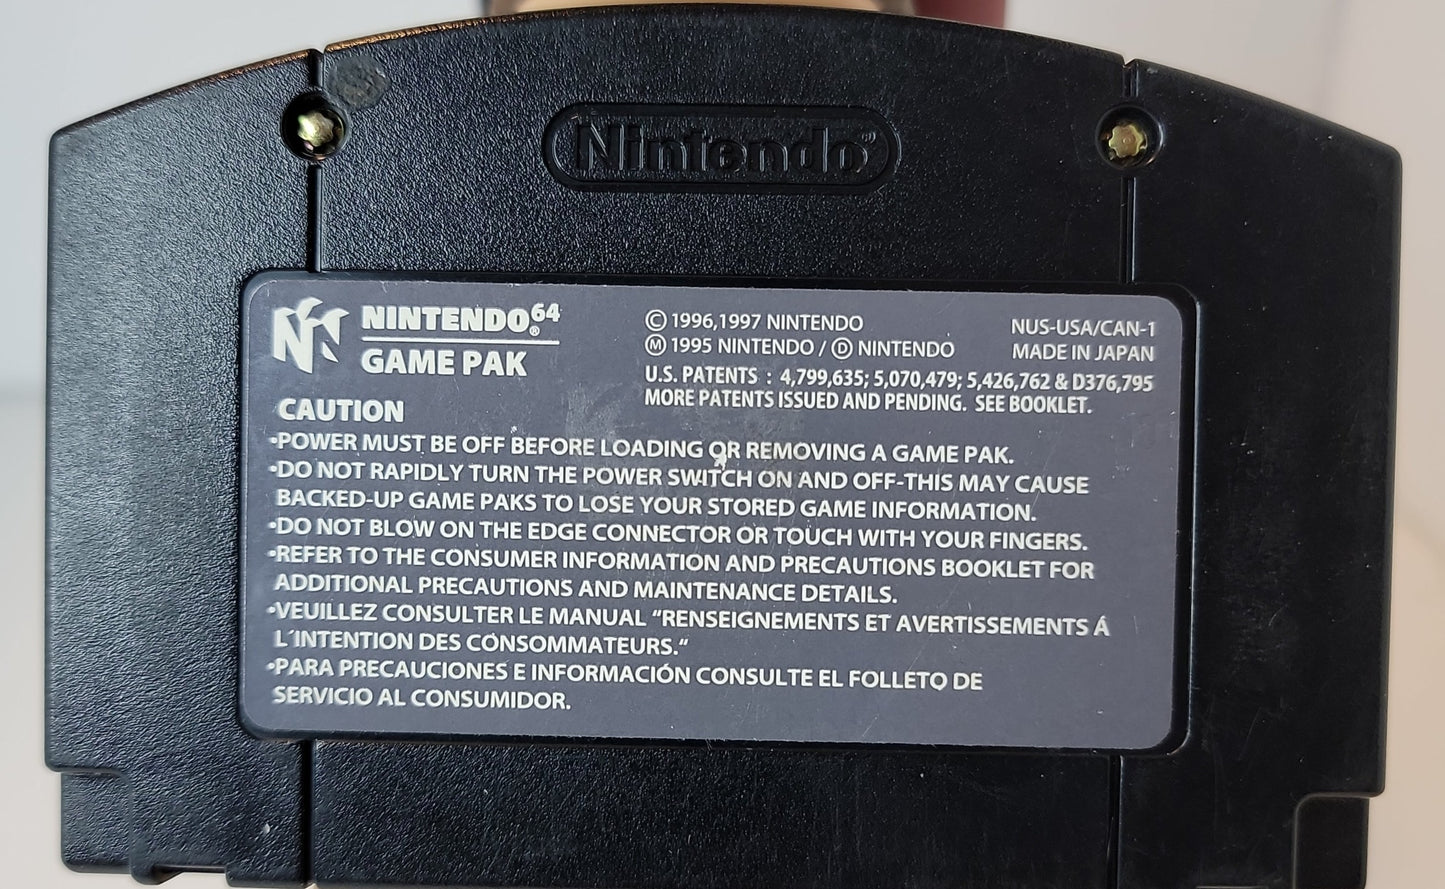 Nintendo®
NINTENDO⁶⁴®
GAME PAK
© 1996,1997 NINTENDO
Ⓜ 1995 NINTENDO / Ⓓ NINTENDO
NUS-USA/CAN-1
MADE IN JAPAN
U.S. PATENTS : 4,799,635; 5,070,479; 5,426,762 & D376,795
MORE PATENTS ISSUED AND PENDING. SEE BOOKLET.
CAUTION
•POWER MUST BE OFF BEFORE LOADING OR REMOVING A GAME PAK.
•DO NOT RAPIDLY TURN THE POWER SWITCH ON AND OFF-THIS MAY CAUSE
BACKED-UP GAME PAKS TO LOSE YOUR STORED GAME INFORMATION.
•DO NOT BLOW ON THE EDGE CONNECTOR OR TOUCH WITH YOUR FINGERS.
•REFER TO THE CONSUMER INFORMATION AND PRECAUTIONS BOOKLET FOR
ADDITIONAL PRECAUTIONS AND MAINTENANCE DETAILS.
•VEUILLEZ CONSULTER LE MANUAL “RENSEIGNEMENTS ET AVERTISSEMENTS Á
L´INTENTION DES CONSOMMATEURS.“
•PARA PRECAUCIONES E INFORMACIÓN CONSULTE EL FOLLETO DE
SERVICIO AL CONSUMIDOR.